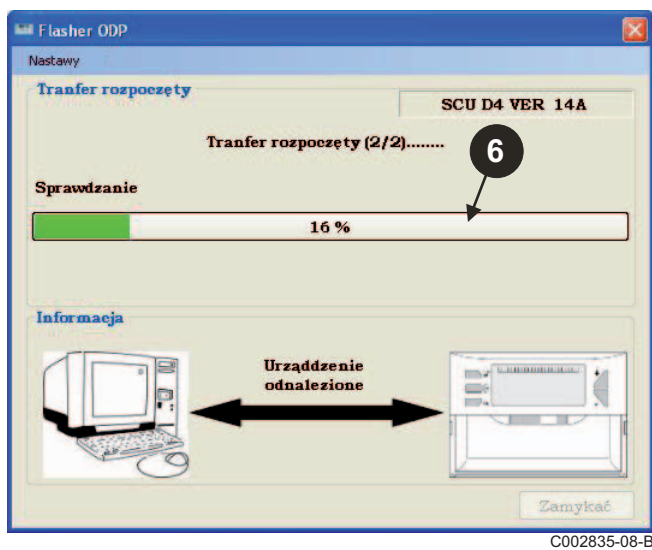 Flasher ODP
Nastawy
Tranfer rozpoczęty
SCU D4 VER 14A
Tranfer rozpoczęty (2/2)........
6
Sprawdzanie
16 %
Informacja
Urząddzenie
odnalezione
Zamykać
C002835-08-B